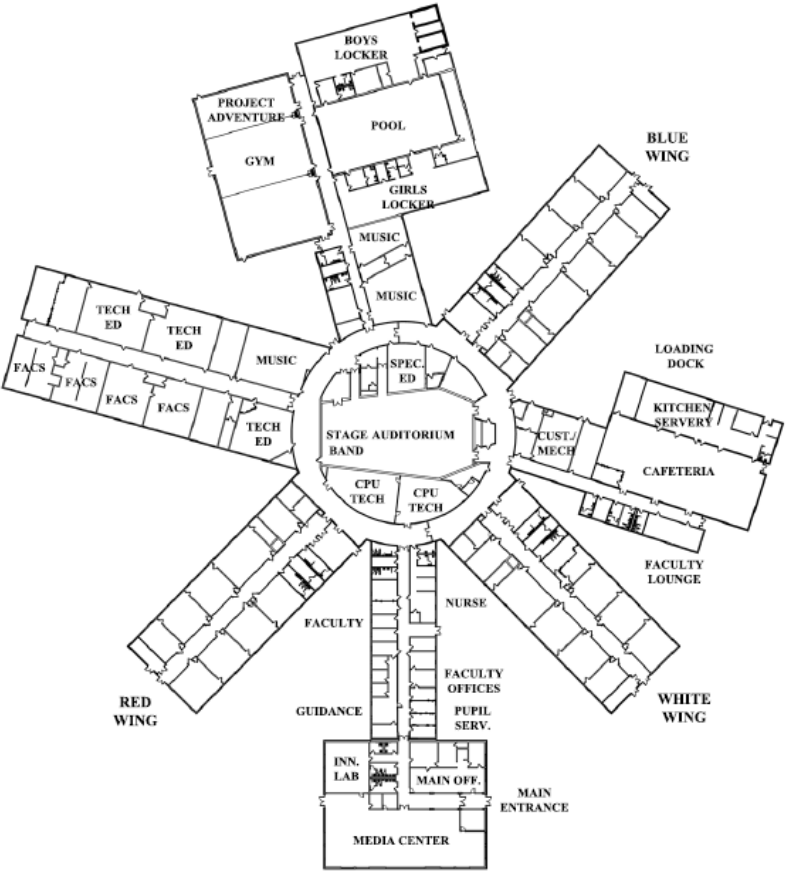 BOYS
LOCKER
PROJECT
ADVENTURE
POOL
GYM
BLUE
WING
GIRLS
LOCKER
MUSIC
MUSIC
TECH
ED
TECH
ED
MUSIC
SPEC.
ED
LOADING
DOCK
FACS
FACS
FACS
FACS
TECH
ED
STAGE AUDITORIUM
BAND
CUST./
MECH
KITCHEN
SERVERY
CAFETERIA
CPU
TECH
CPU
TECH
FACULTY
LOUNGE
FACULTY
NURSE
FACULTY
OFFICES
RED
WING
GUIDANCE
PUPIL
SERV.
WHITE
WING
INN.
LAB
MAIN OFF.
MAIN
ENTRANCE
MEDIA CENTER